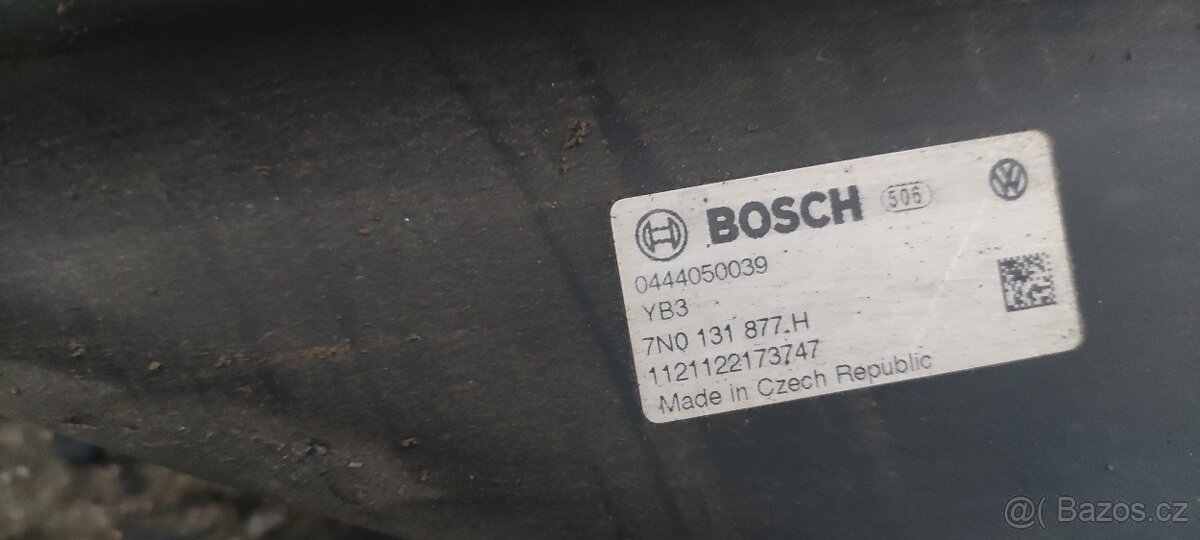 BOSCH 506
0444050039
YB3
7N0 131 877.H
1121122173747
Made in Czech Republic
@( Bazos.cz